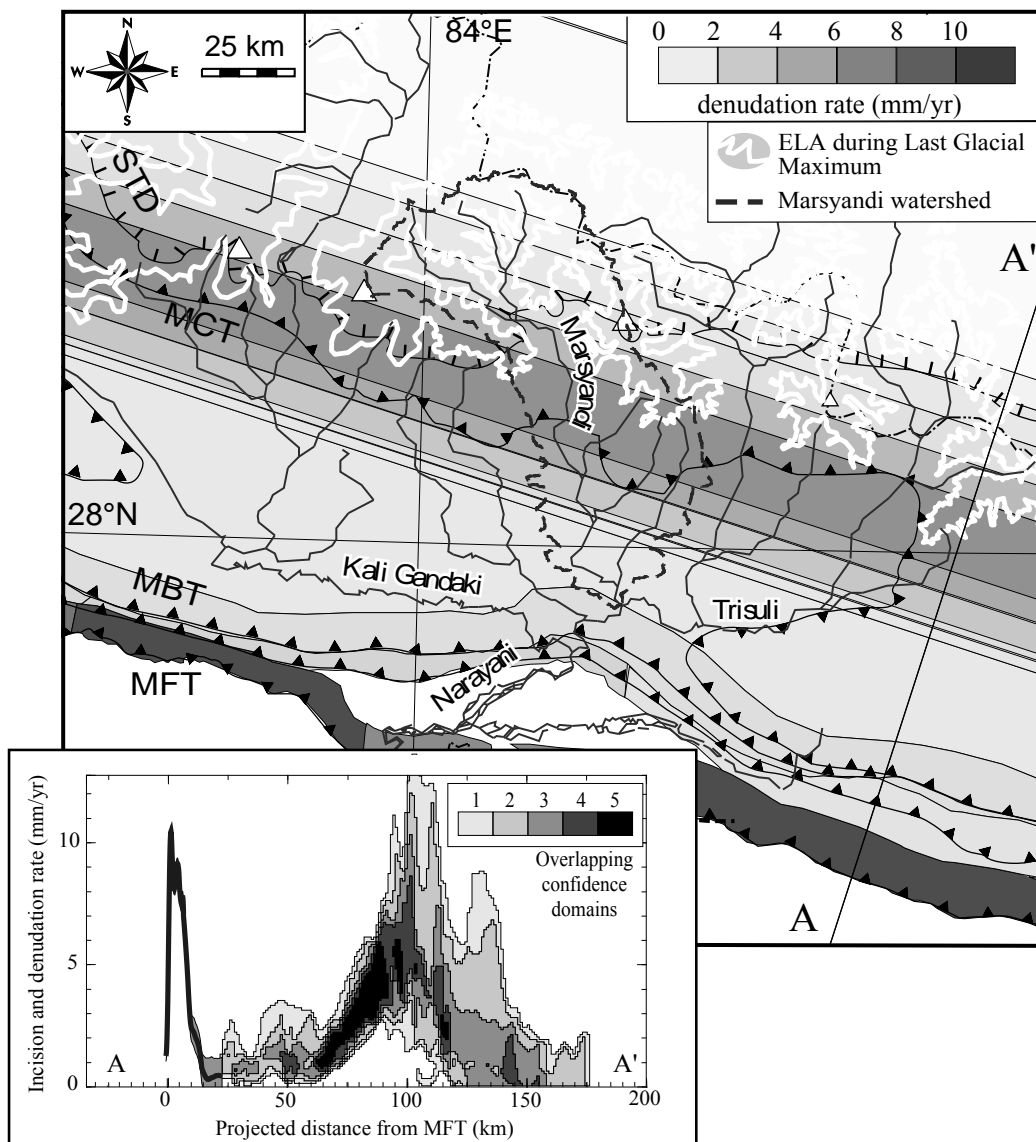 N
W E
S
25 km
84°E
0 2 4 6 8 10
denudation rate (mm/yr)
ELA during Last Glacial
Maximum
Marsyandi watershed
A'
STD
MCT
Marsyandi
28°N
Kali Gandaki
MBT
Trisuli
MFT
Narayani
A
1 2 3 4 5
Overlapping
confidence
domains
Incision and denudation rate (mm/yr)
10
5
0
A A'
0 50 100 150 200
Projected distance from MFT (km)